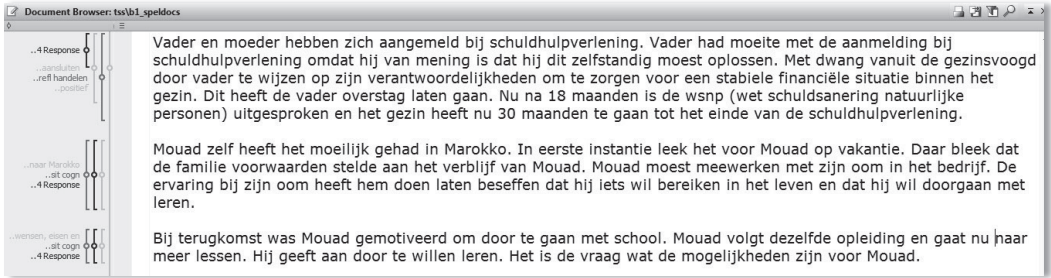 Document Browser: tss\b1_speldocs
..4 Response
..aansluiten
..refl handelen
..positief
Vader en moeder hebben zich aangemeld bij schuldhulpverlening. Vader had moeite met de aanmelding bij
schuldhulpverlening omdat hij van mening is dat hij dit zelfstandig moest oplossen. Met dwang vanuit de gezinsvoogd
door vader te wijzen op zijn verantwoordelijkheden om te zorgen voor een stabiele financiële situatie binnen het
gezin. Dit heeft de vader overstag laten gaan. Nu na 18 maanden is de wsnp (wet schuldsanering natuurlijke
personen) uitgesproken en het gezin heeft nu 30 maanden te gaan tot het einde van de schuldhulpverlening.
..naar Marokko
..sit cogn
..4 Response
Mouad zelf heeft het moeilijk gehad in Marokko. In eerste instantie leek het voor Mouad op vakantie. Daar bleek dat
de familie voorwaarden stelde aan het verblijf van Mouad. Mouad moest meewerken met zijn oom in het bedrijf. De
ervaring bij zijn oom heeft hem doen laten beseffen dat hij iets wil bereiken in het leven en dat hij wil doorgaan met
leren.
..wensen, eisen en
..sit cogn
..4 Response
Bij terugkomst was Mouad gemotiveerd om door te gaan met school. Mouad volgt dezelfde opleiding en gaat nu naar
meer lessen. Hij geeft aan door te willen leren. Het is de vraag wat de mogelijkheden zijn voor Mouad.